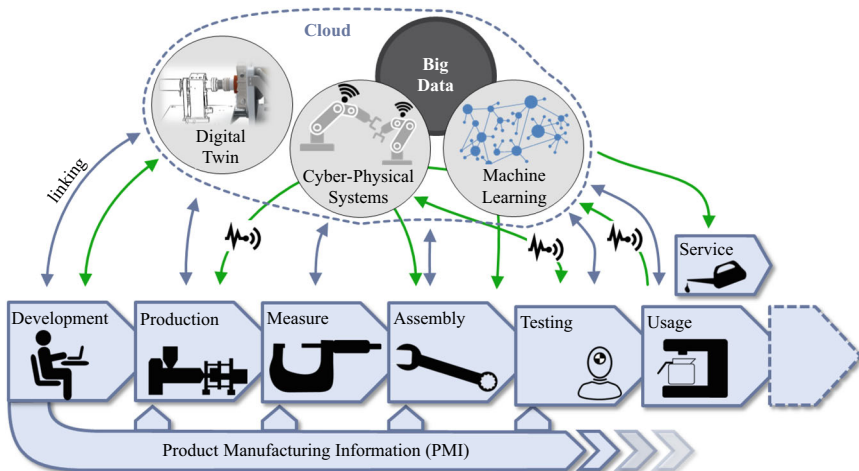 Cloud
Big
Data
Digital
Twin
Cyber-Physical
Systems
Machine
Learning
linking
Service
Development
Production
Measure
Assembly
Testing
Usage
Product Manufacturing Information (PMI)